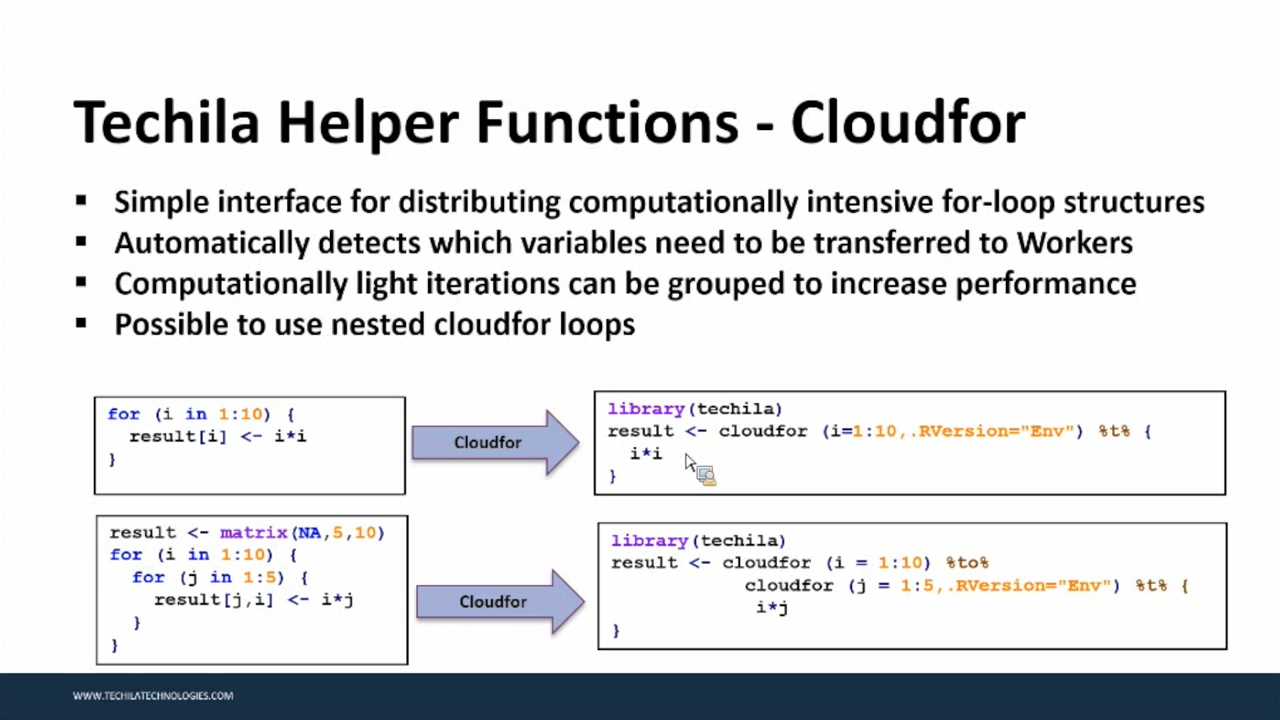 Techila Helper Functions - Cloudfor
▪ Simple interface for distributing computationally intensive for-loop structures
▪ Automatically detects which variables need to be transferred to Workers
▪ Computationally light iterations can be grouped to increase performance
▪ Possible to use nested cloudfor loops
for (i in 1:10) {
  result[i] <- i*i
}
Cloudfor
library(techila)
result <- cloudfor (i=1:10,.RVersion="Env") %t% {
  i*i
}
result <- matrix(NA,5,10)
for (i in 1:10) {
  for (j in 1:5) {
    result[j,i] <- i*j
  }
}
Cloudfor
library(techila)
result <- cloudfor (i = 1:10) %to%
            cloudfor (j = 1:5,.RVersion="Env") %t% {
             i*j
}
WWW.TECHILATECHNOLOGIES.COM